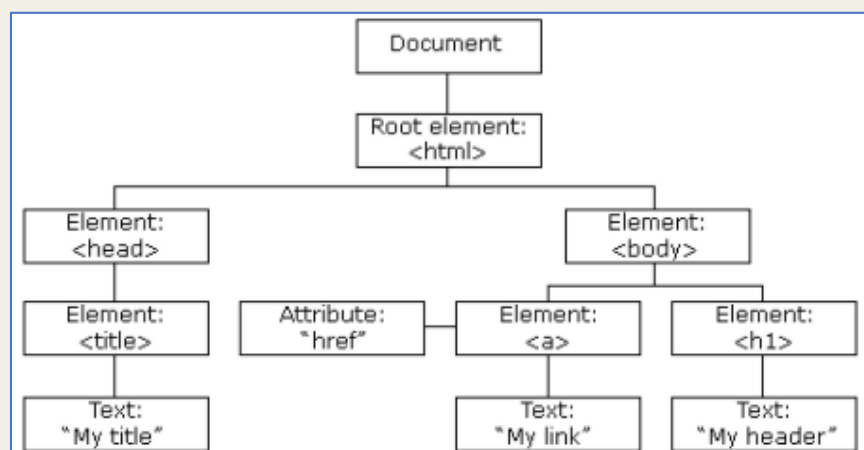 Document
Root element:
<html>
Element:
<head>
Element:
<body>
Element:
<title>
Attribute:
"href"
Element:
<a>
Element:
<h1>
Text:
"My title"
Text:
"My link"
Text:
"My header"